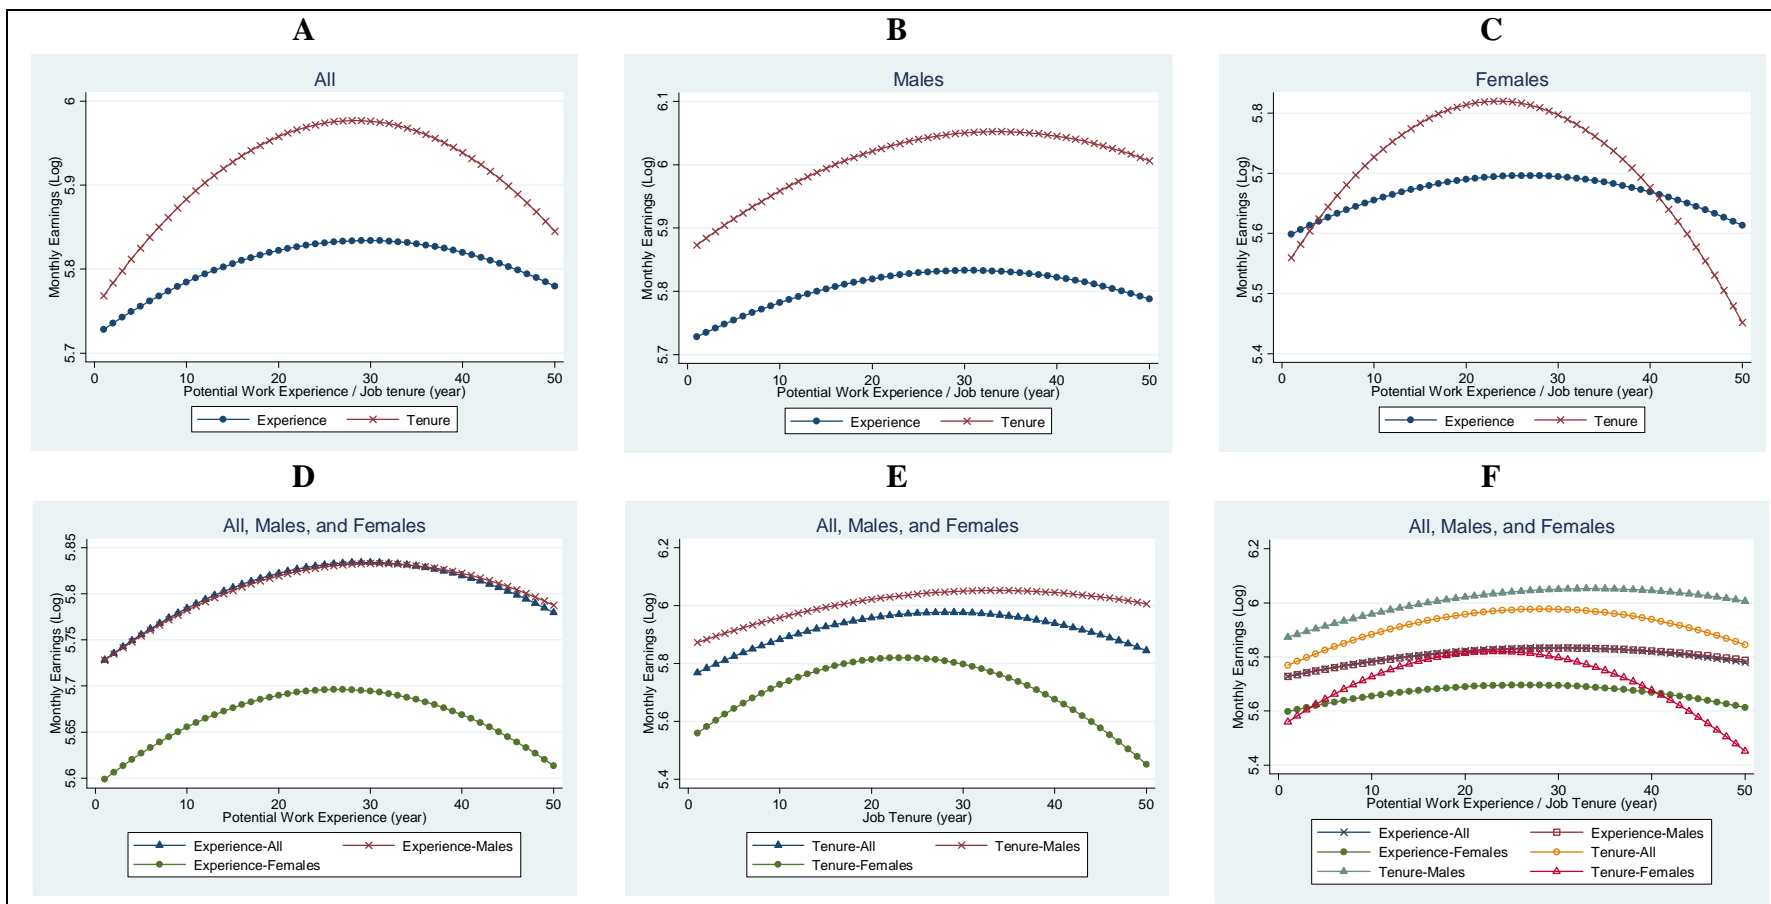 A
B
C
All
Monthly Earnings (Log)
6
5.9
5.8
5.7
0 10 20 30 40 50
Potential Work Experience / Job tenure (year)
Experience Tenure
Males
Monthly Earnings (Log)
6.1
6
5.9
5.8
5.7
0 10 20 30 40 50
Potential Work Experience / Job tenure (year)
Experience Tenure
Females
Monthly Earnings (Log)
5.8
5.7
5.6
5.5
5.4
0 10 20 30 40 50
Potential Work Experience / Job tenure (year)
Experience Tenure
D
E
F
All, Males, and Females
Monthly Earnings (Log)
5.85
5.8
5.75
5.7
5.65
5.6
0 10 20 30 40 50
Potential Work Experience (year)
Experience-All Experience-Males
Experience-Females
All, Males, and Females
Monthly Earnings (Log)
6.2
6
5.8
5.6
5.4
0 10 20 30 40 50
Job Tenure (year)
Tenure-All Tenure-Males
Tenure-Females
All, Males, and Females
Monthly Earnings (Log)
6.2
6
5.8
5.6
5.4
0 10 20 30 40 50
Potential Work Experience / Job Tenure (year)
Experience-All Experience-Males
Experience-Females Tenure-All
Tenure-Males Tenure-Females